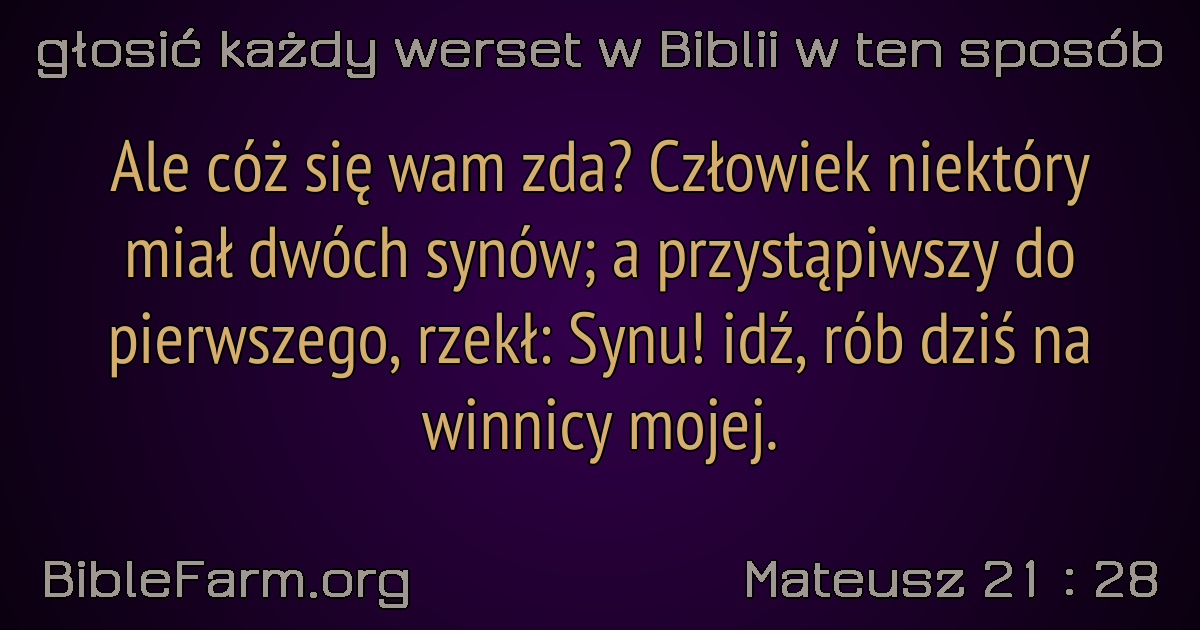 głosić każdy werset w Biblii w ten sposób
Ale cóż się wam zda? Człowiek niektóry
miał dwóch synów; a przystąpiwszy do
pierwszego, rzekł: Synu! idź, rób dziś na
winnicy mojej.
BibleFarm.org
Mateusz 21 : 28